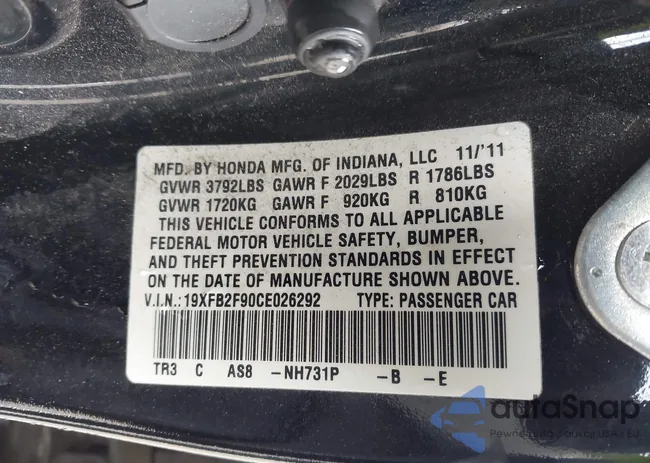 MFD. BY HONDA MFG. OF INDIANA, LLC 11/'11
GVWR 3792LBS GAWR F 2029LBS R 1786LBS
GVWR 1720KG GAWR F 920KG R 810KG
THIS VEHICLE CONFORMS TO ALL APPLICABLE
FEDERAL MOTOR VEHICLE SAFETY, BUMPER,
AND THEFT PREVENTION STANDARDS IN EFFECT
ON THE DATE OF MANUFACTURE SHOWN ABOVE.
V.I.N.:19XFB2F90CE026292 TYPE: PASSENGER CAR
TR3 C AS8 -NH731P -B -E
autoSnap